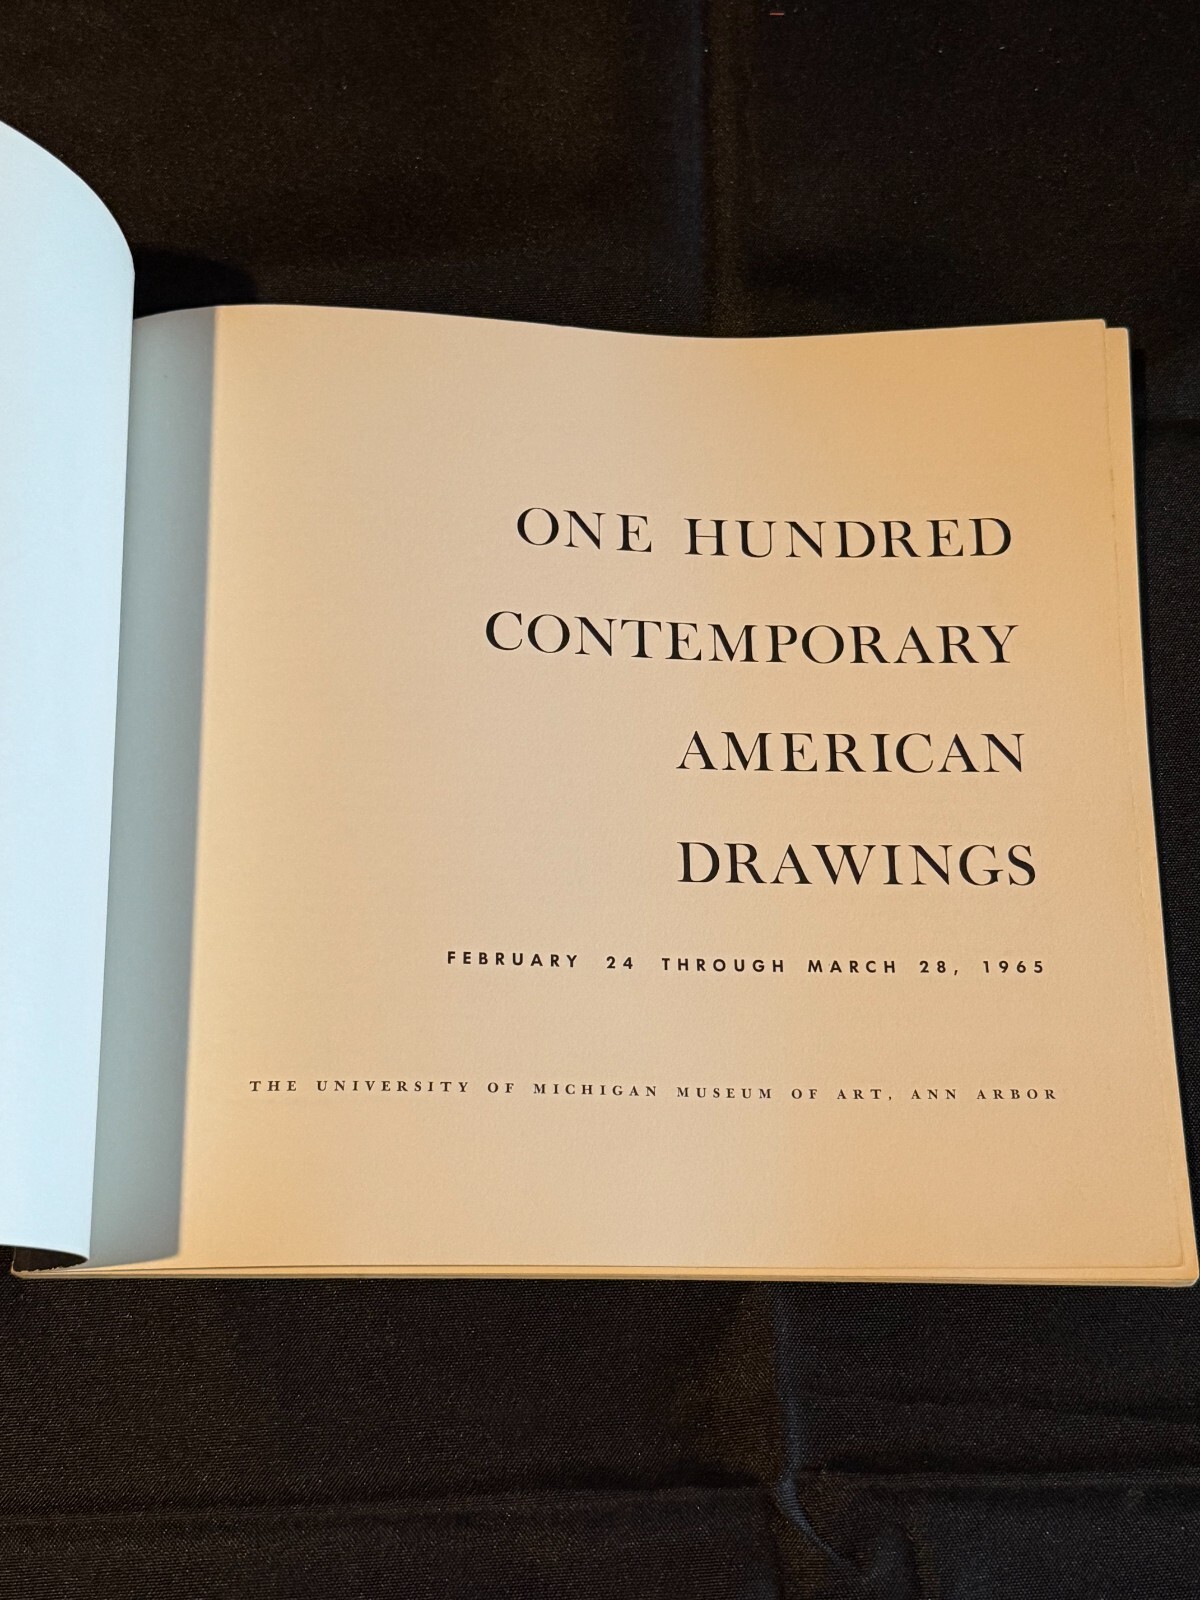 ONE HUNDRED
CONTEMPORARY
AMERICAN
DRAWINGS
FEBRUARY 24 THROUGH MARCH 28, 1965
THE UNIVERSITY OF MICHIGAN MUSEUM OF ART, ANN ARBOR